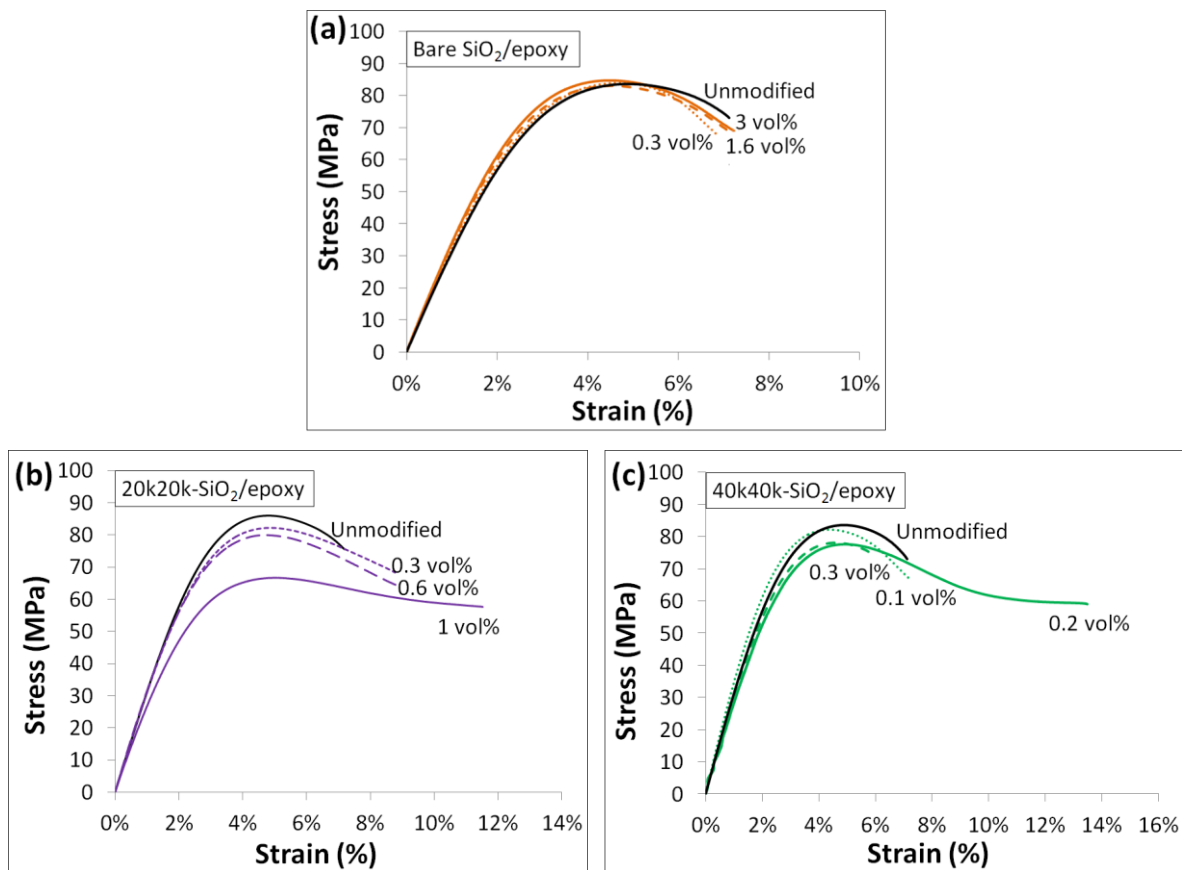 (a)
Bare SiO₂/epoxy
Stress (MPa)
100
90
80
70
60
50
40
30
20
10
0
Unmodified
3 vol%
0.3 vol%
1.6 vol%
0% 2% 4% 6% 8% 10%
Strain (%)
(b)
20k20k-SiO₂/epoxy
Stress (MPa)
100
90
80
70
60
50
40
30
20
10
0
Unmodified
0.3 vol%
0.6 vol%
1 vol%
0% 2% 4% 6% 8% 10% 12% 14%
Strain (%)
(c)
40k40k-SiO₂/epoxy
Stress (MPa)
100
90
80
70
60
50
40
30
20
10
0
Unmodified
0.3 vol%
0.1 vol%
0.2 vol%
0% 2% 4% 6% 8% 10% 12% 14% 16%
Strain (%)